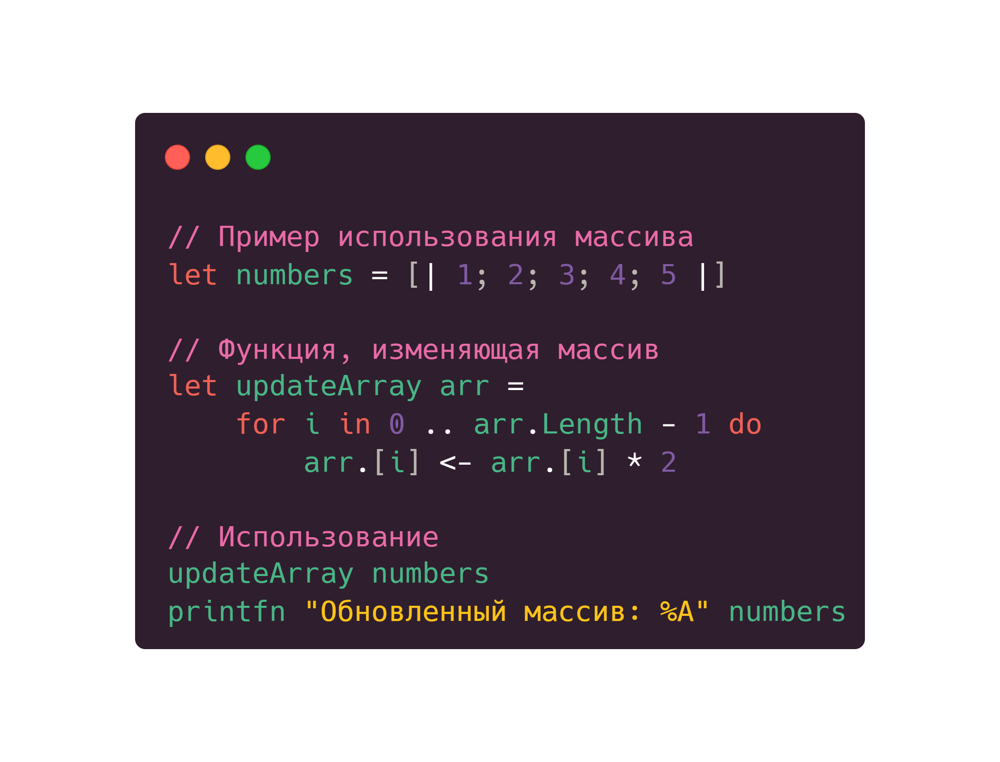 // Пример использования массива
let numbers = [| 1; 2; 3; 4; 5 |]
// Функция, изменяющая массив
let updateArray arr =
    for i in 0 .. arr.Length - 1 do
        arr.[i] <- arr.[i] * 2
// Использование
updateArray numbers
printfn "Обновленный массив: %A" numbers